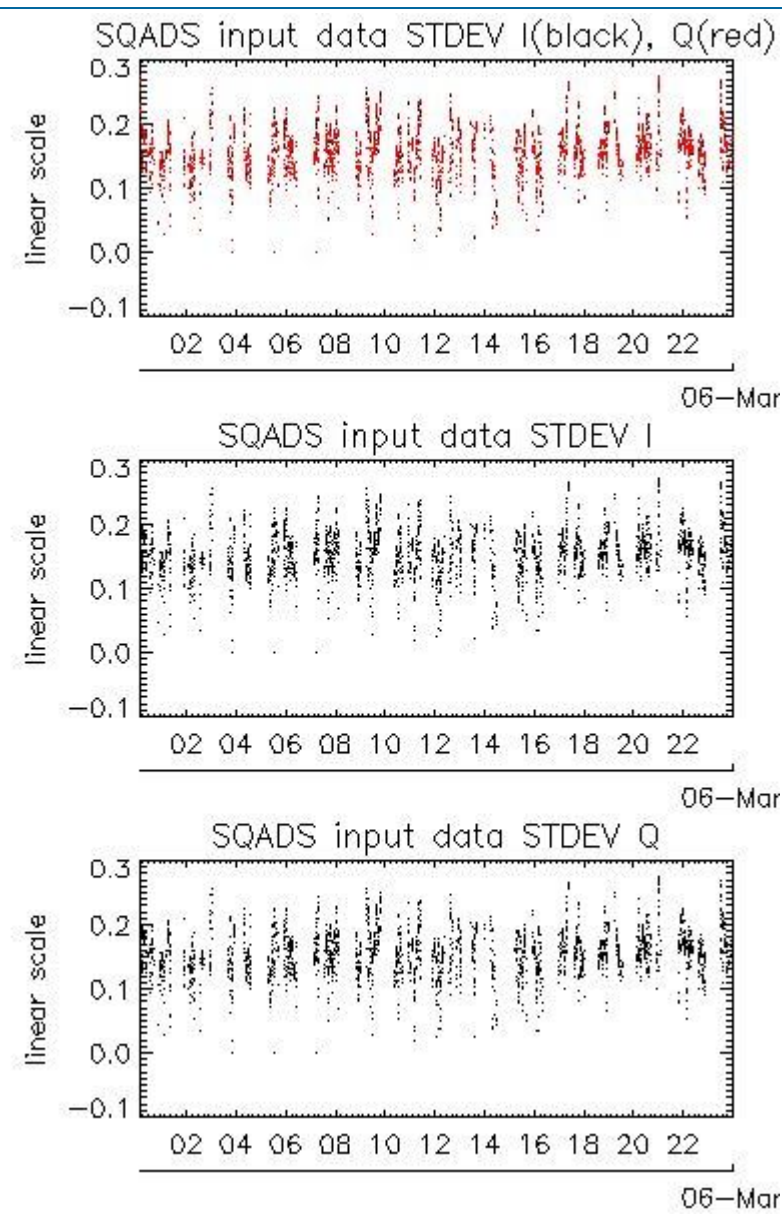 SQADS input data STDEV I(black), Q(red)
0.3
0.2
0.1
0.0
-0.1
linear scale
02 04 06 08 10 12 14 16 18 20 22
06-Mar
SQADS input data STDEV I
0.3
0.2
0.1
0.0
-0.1
linear scale
02 04 06 08 10 12 14 16 18 20 22
06-Mar
SQADS input data STDEV Q
0.3
0.2
0.1
0.0
-0.1
linear scale
02 04 06 08 10 12 14 16 18 20 22
06-Mar